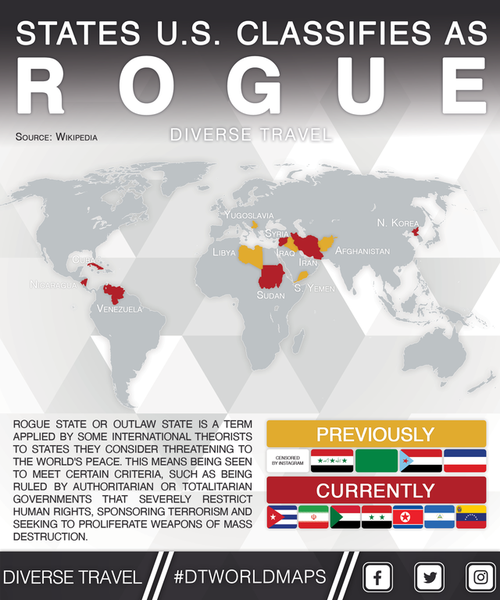 STATES U.S. CLASSIFIES AS
ROGUE
SOURCE: WIKIPEDIA
DIVERSE TRAVEL
YUGOSLAVIA
N. KOREA
SYRIA
LIBYA
IRAQ
AFGHANISTAN
IRAN
CUBA
NICARAGUA
S. YEMEN
SUDAN
VENEZUELA
ROGUE STATE OR OUTLAW STATE IS A TERM
APPLIED BY SOME INTERNATIONAL THEORISTS
TO STATES THEY CONSIDER THREATENING TO
THE WORLD'S PEACE. THIS MEANS BEING SEEN
TO MEET CERTAIN CRITERIA, SUCH AS BEING
RULED BY AUTHORITARIAN OR TOTALITARIAN
GOVERNMENTS THAT SEVERELY RESTRICT
HUMAN RIGHTS, SPONSORING TERRORISM AND
SEEKING TO PROLIFERATE WEAPONS OF MASS
DESTRUCTION.
PREVIOUSLY
CENSORED
BY INSTAGRAM
CURRENTLY
DIVERSE TRAVEL
#DTWORLDMAPS